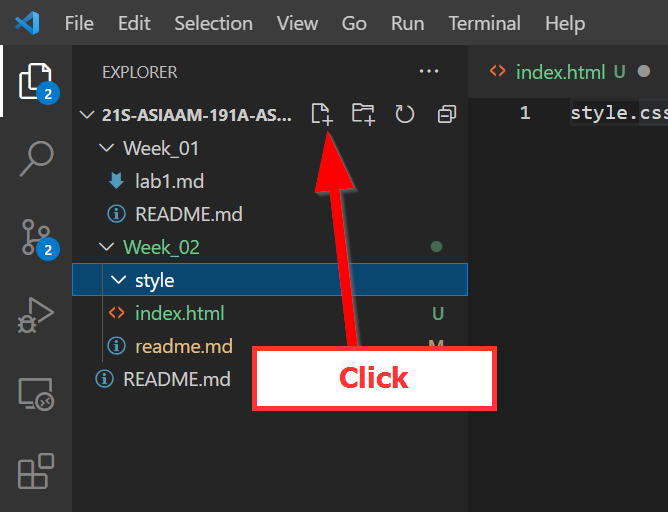 File Edit Selection View Go Run Terminal Help
2
2
EXPLORER ...
21S-ASIAAM-191A-AS...
Week_01
lab1.md
README.md
Week_02
style
index.html U
readme.md M
README.md
Click
index.html U
1 style.css